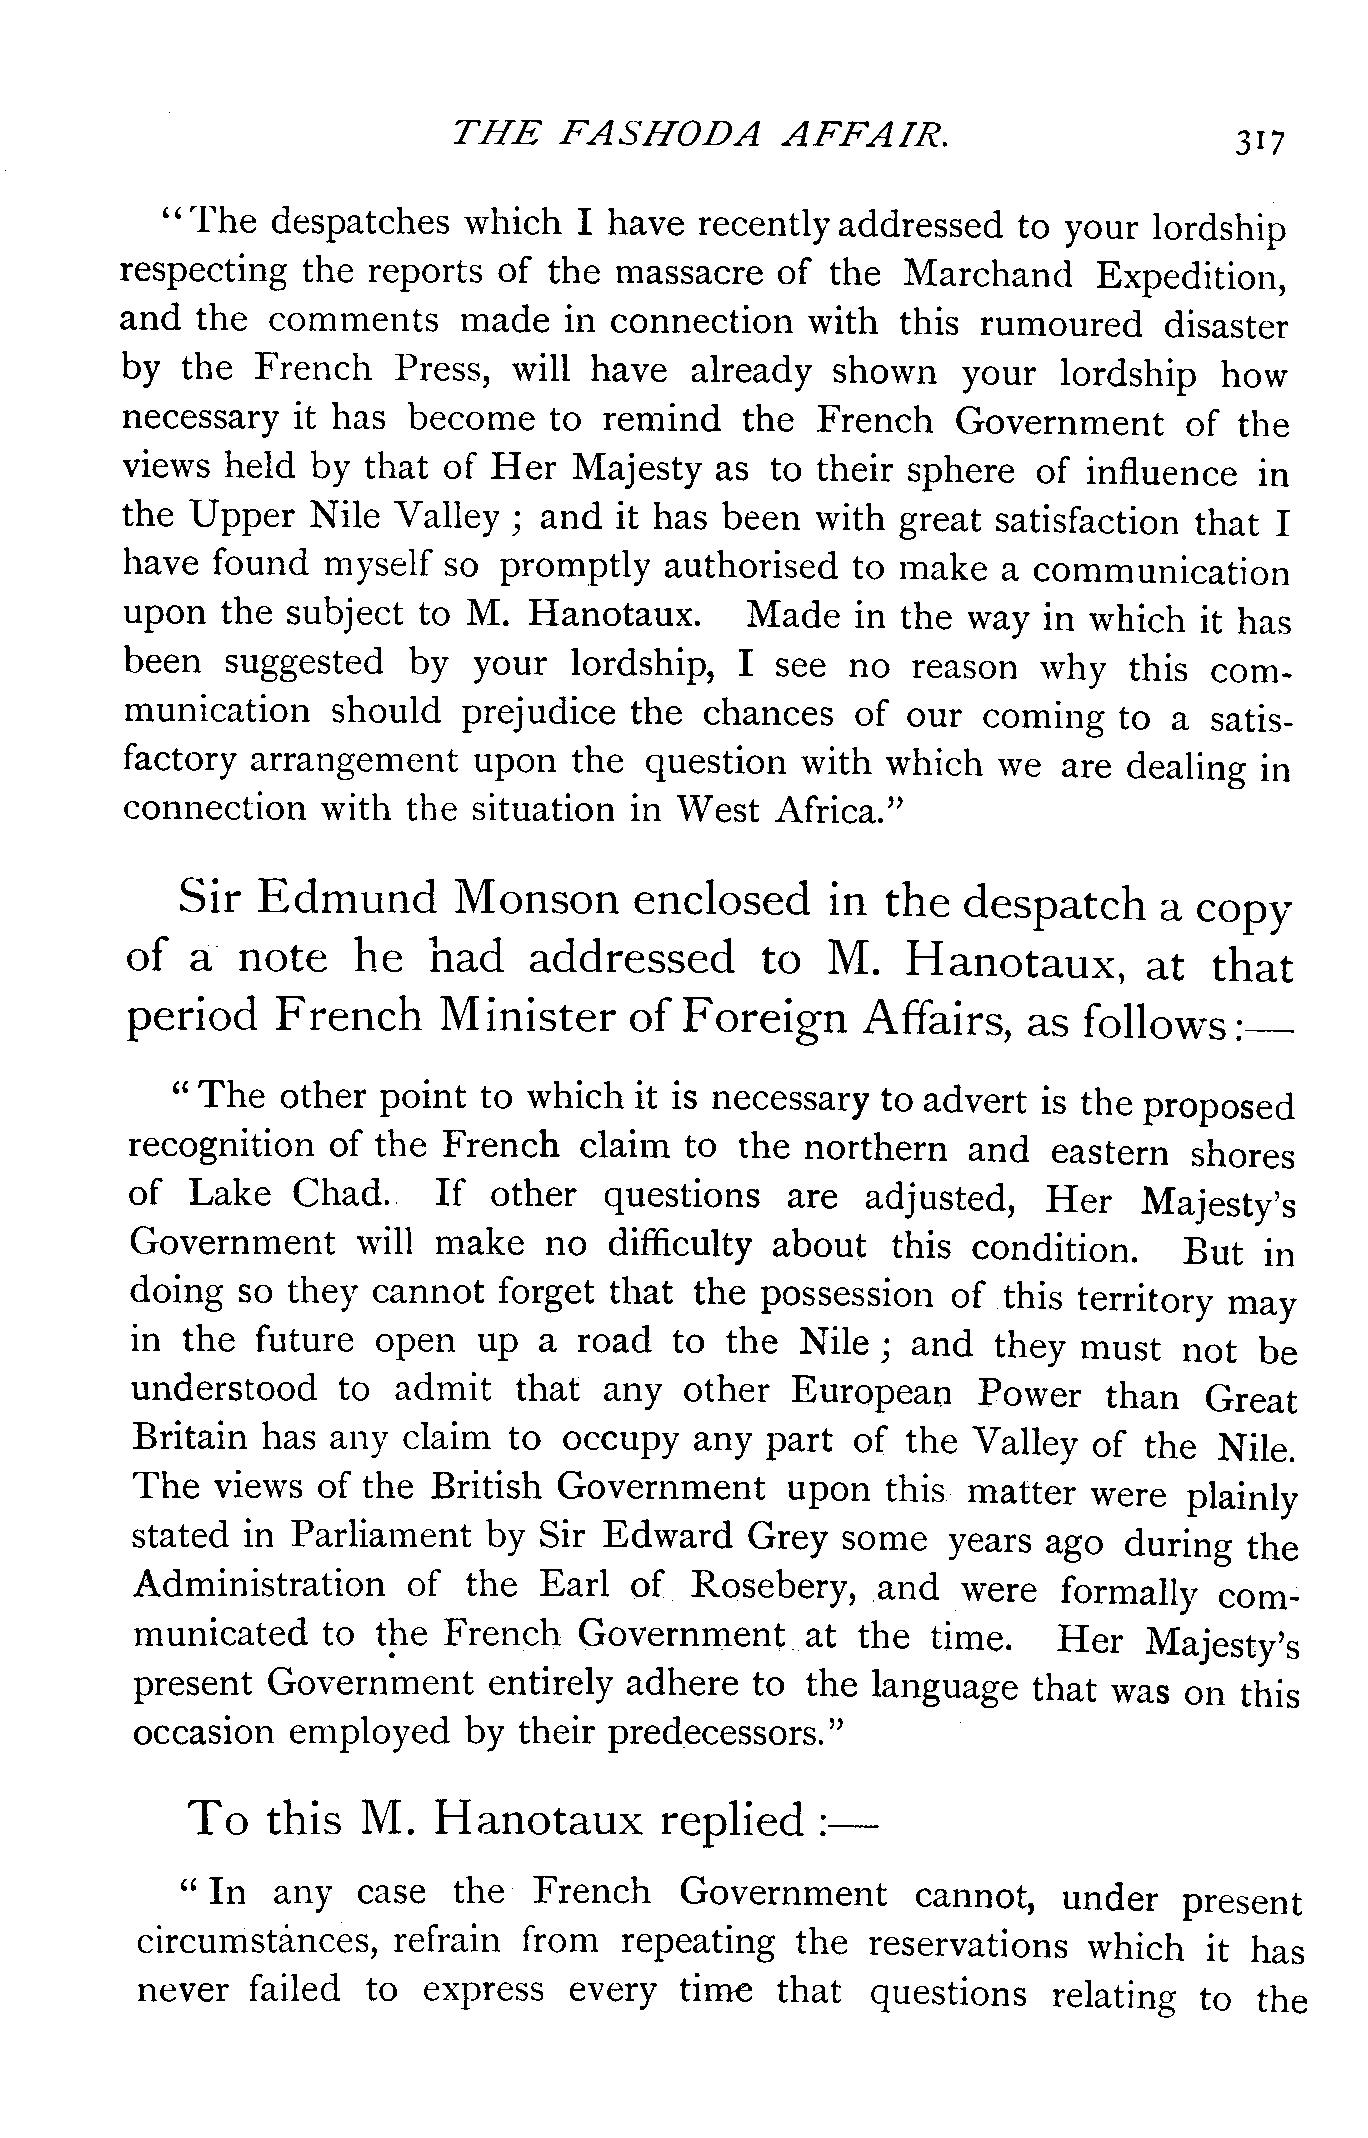 THE FASHODA AFFAIR. 317
“The despatches which I have recently addressed to your lordship
respecting the reports of the massacre of the Marchand Expedition,
and the comments made in connection with this rumoured disaster
by the French Press, will have already shown your lordship how
necessary it has become to remind the French Government of the
views held by that of Her Majesty as to their sphere of influence in
the Upper Nile Valley ; and it has been with great satisfaction that I
have found myself so promptly authorised to make a communication
upon the subject to M. Hanotaux. Made in the way in which it has
been suggested by your lordship, I see no reason why this com-
munication should prejudice the chances of our coming to a satis-
factory arrangement upon the question with which we are dealing in
connection with the situation in West Africa.”
Sir Edmund Monson enclosed in the despatch a copy
of a note he had addressed to M. Hanotaux, at that
period French Minister of Foreign Affairs, as follows :—
“The other point to which it is necessary to advert is the proposed
recognition of the French claim to the northern and eastern shores
of Lake Chad. If other questions are adjusted, Her Majesty’s
Government will make no difficulty about this condition. But in
doing so they cannot forget that the possession of this territory may
in the future open up a road to the Nile ; and they must not be
understood to admit that any other European Power than Great
Britain has any claim to occupy any part of the Valley of the Nile.
The views of the British Government upon this matter were plainly
stated in Parliament by Sir Edward Grey some years ago during the
Administration of the Earl of Rosebery, and were formally com-
municated to the French Government at the time. Her Majesty’s
present Government entirely adhere to the language that was on this
occasion employed by their predecessors.”
To this M. Hanotaux replied :—
“In any case the French Government cannot, under present
circumstances, refrain from repeating the reservations which it has
never failed to express every time that questions relating to the